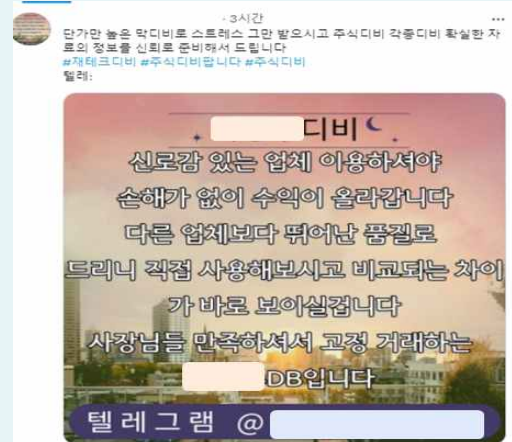 · 3시간
...
단가만 높은 막디비로 스트레스 그만 받으시고 주식디비 각종디비 확실한 자
료의 정보를 신뢰로 준비해서 드립니다
#재테크디비 #주식디비팝니다 #주식디비
텔레:
디비
신로감 있는 업체 이용하셔야
손해가 없이 수익이 올라갑니다
다른 업체보다 뛰어난 품질로
드리니 직접 사용해보시고 비교되는 차이
가 바로 보이실겁니다
사장님들 만족하셔서 고정 거래하는
.DB입니다
텔레그램 @